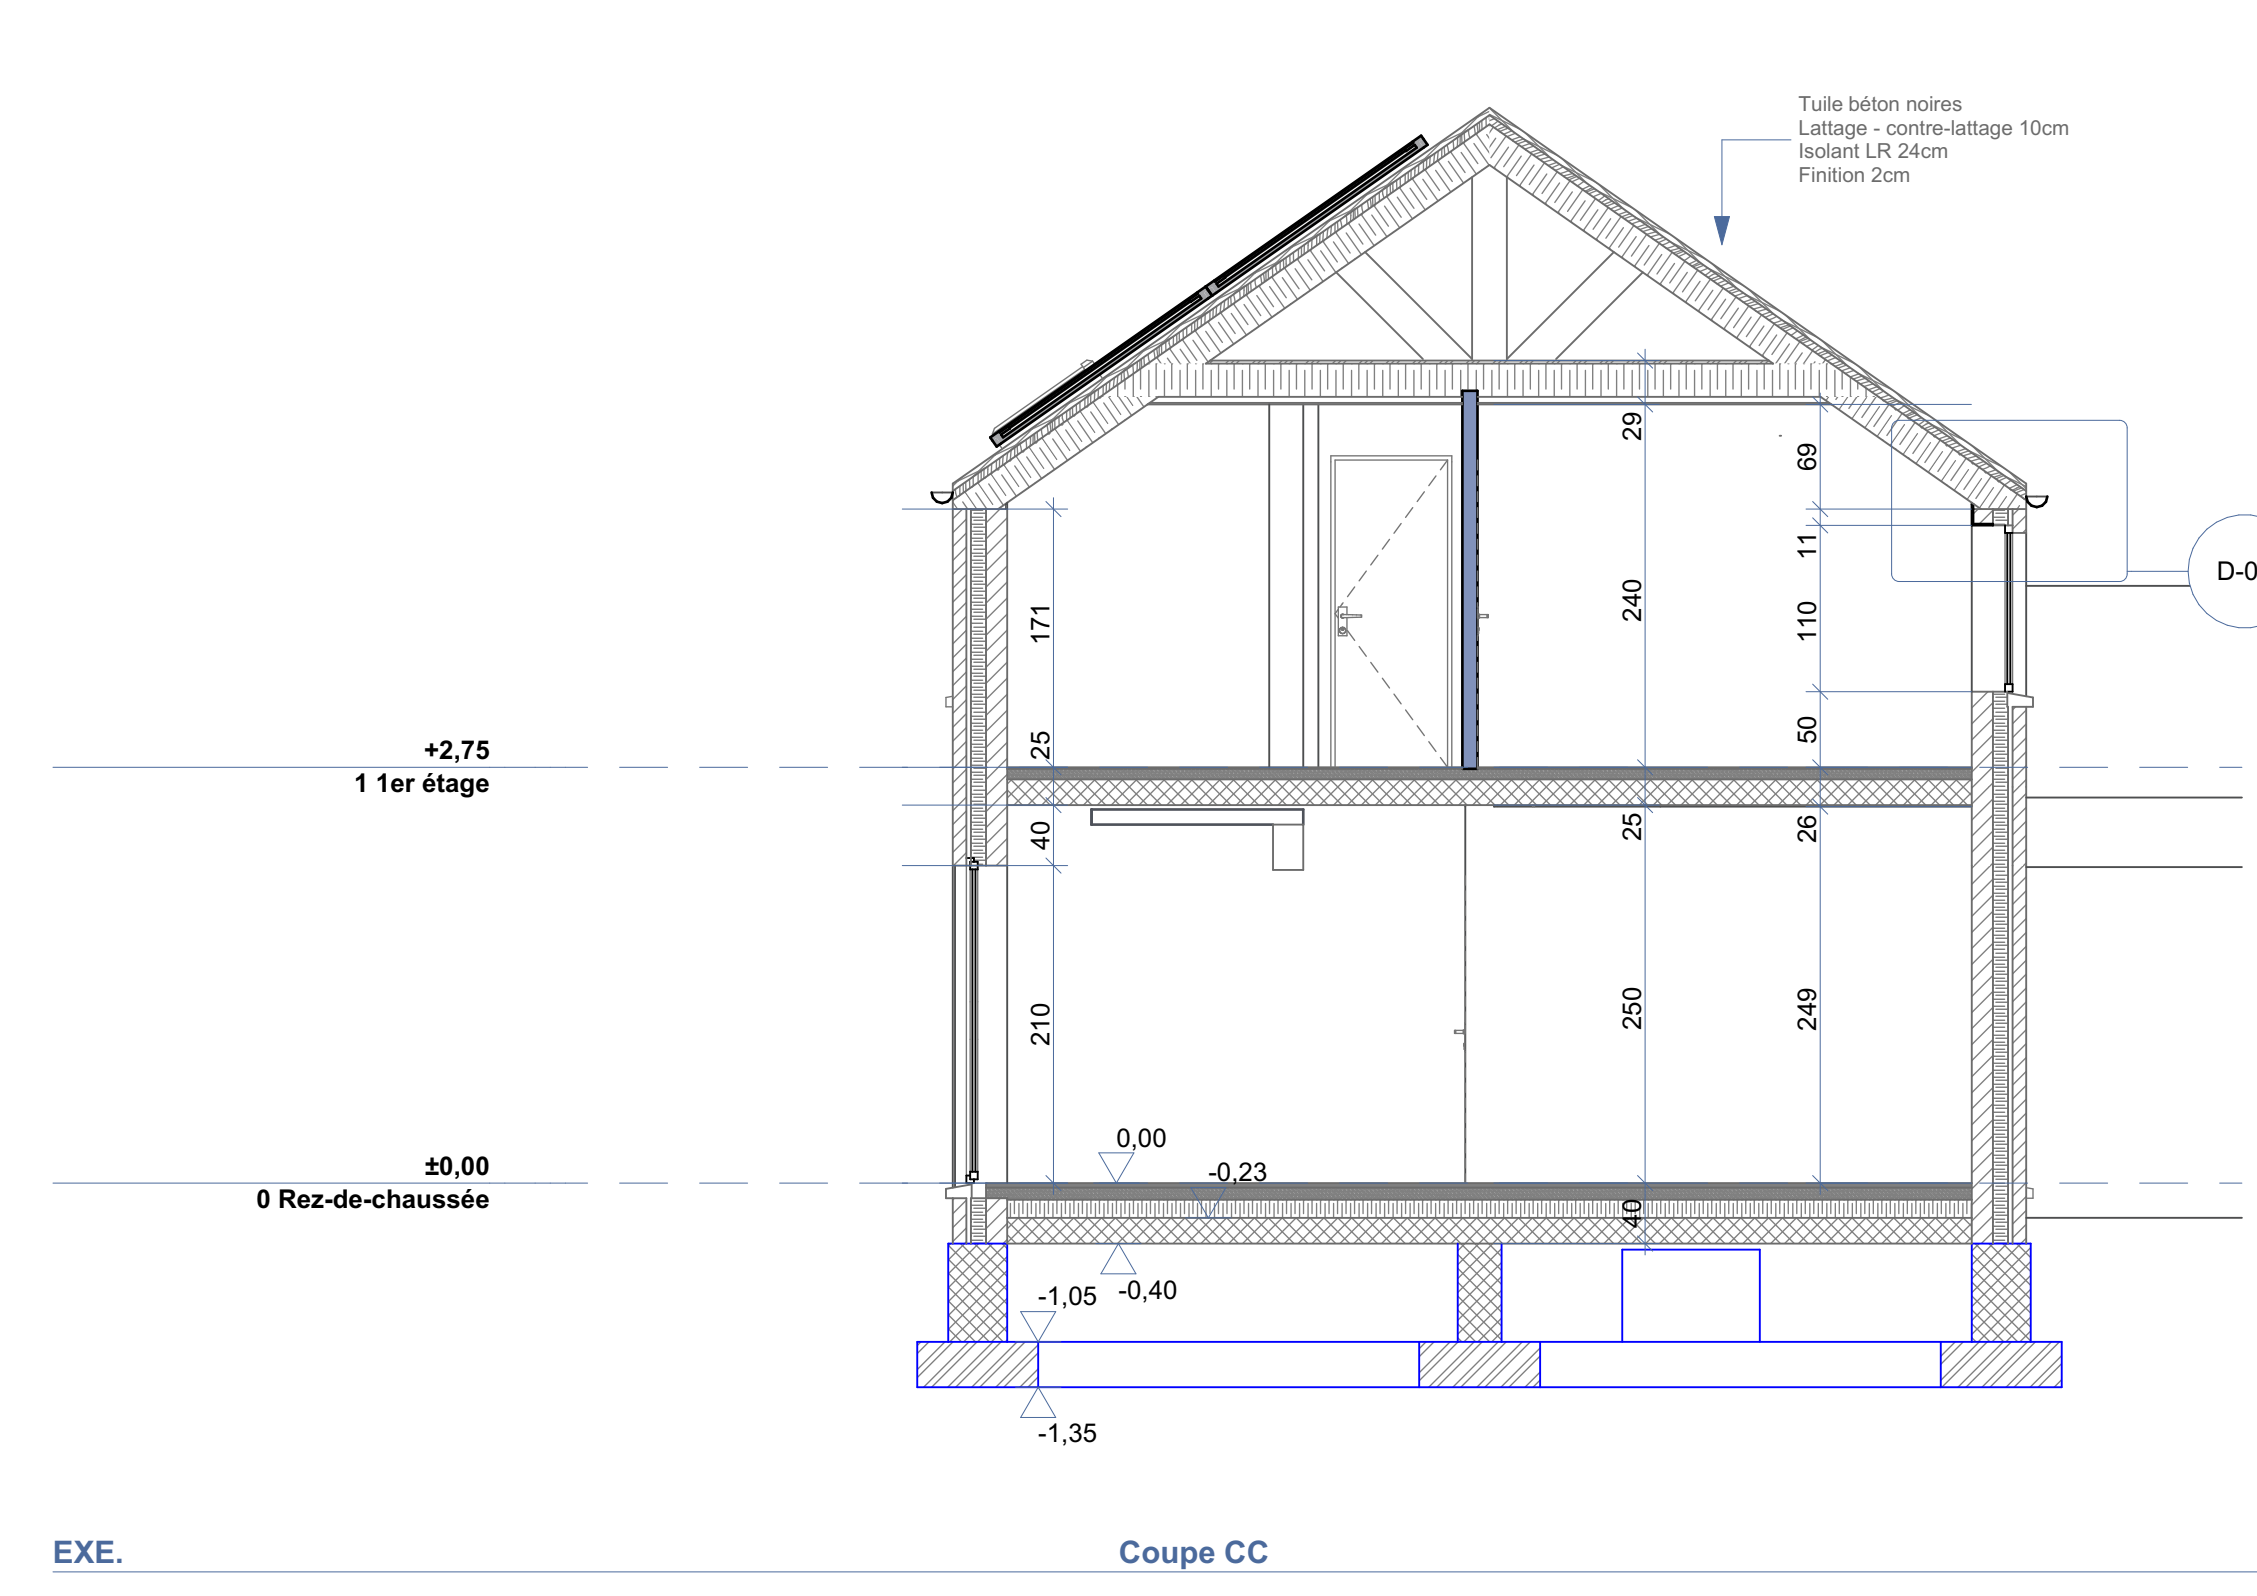 Tuile béton noires
Lattage - contre-lattage 10cm
Isolant LR 24cm
Finition 2cm
29
69
11
D-0
171
240
110
25
50
+2,75
1 1er étage
40
25
26
210
250
249
0,00
-0,23
±0,00
0 Rez-de-chaussée
40
-0,40
-1,05
-1,35
EXE.
Coupe CC